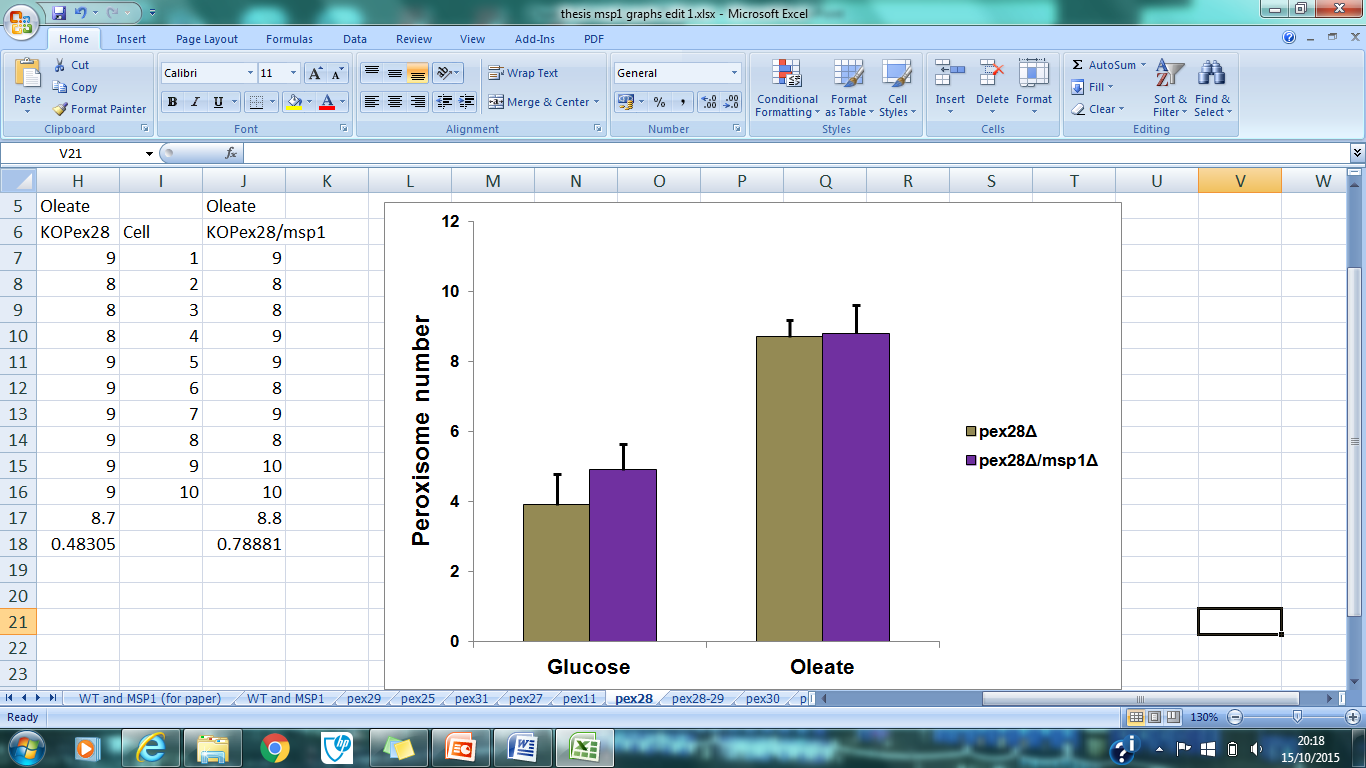 thesis msp1 graphs edit 1.xlsx - Microsoft Excel
Home Insert Page Layout Formulas Data Review View Add-Ins PDF
Paste Cut Copy Format Painter Clipboard
Calibri 11 B I U A A A Font
Wrap Text Merge & Center Alignment
General % , Number
Conditional Formatting Format as Table Cell Styles Styles
Insert Delete Format Cells
Σ AutoSum Fill Clear Sort & Filter Find & Select Editing
V21 fx
H I J K L M N O P Q R S T U V W
5 Oleate Oleate
6 KOPex28 Cell KOPex28/msp1
7 9 1 9
8 8 2 8
9 8 3 8
10 8 4 9
11 9 5 9
12 9 6 8
13 9 7 9
14 9 8 8
15 9 9 10
16 9 10 10
17 8.7 8.8
18 0.48305 0.78881
19
20
21
22
23
Peroxisome number
12
10
8
6
4
2
0
Glucose Oleate
pex28Δ
pex28Δ/msp1Δ
WT and MSP1 (for paper) WT and MSP1 pex29 pex25 pex31 pex27 pex11 pex28 pex28-29 pex30 p
Ready 130%
20:18
15/10/2015